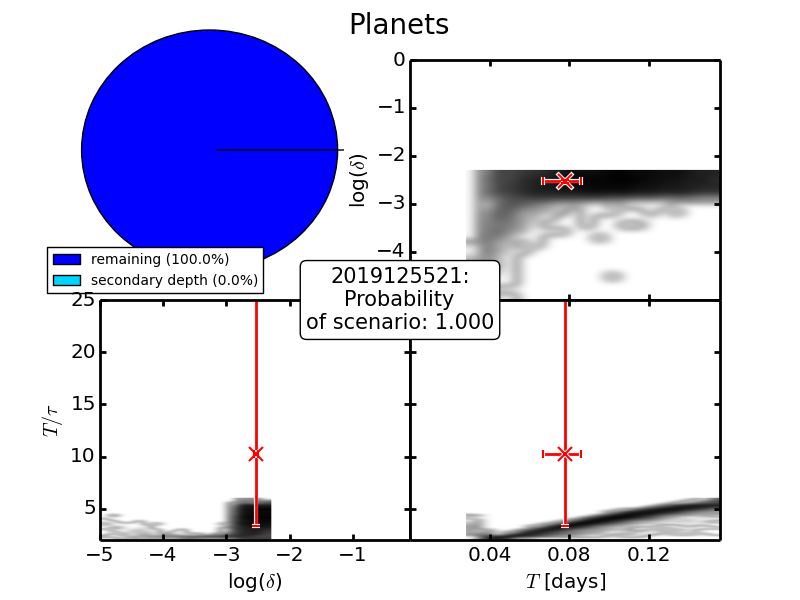 Planets
0
−1
−2
−3
−4
log(δ)
remaining (100.0%)
secondary depth (0.0%)
2019125521:
Probability
of scenario: 1.000
25
20
15
10
5
T/τ
−5 −4 −3 −2 −1
log(δ)
0.04 0.08 0.12
T [days]